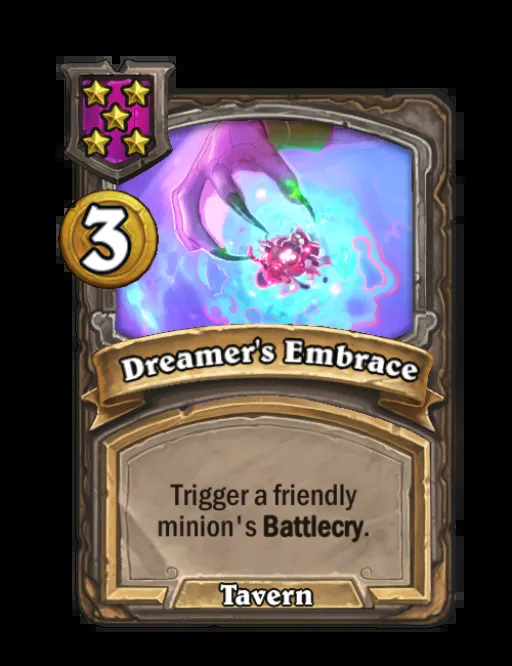 3
Dreamer's Embrace
Trigger a friendly
minion's Battlecry.
Tavern